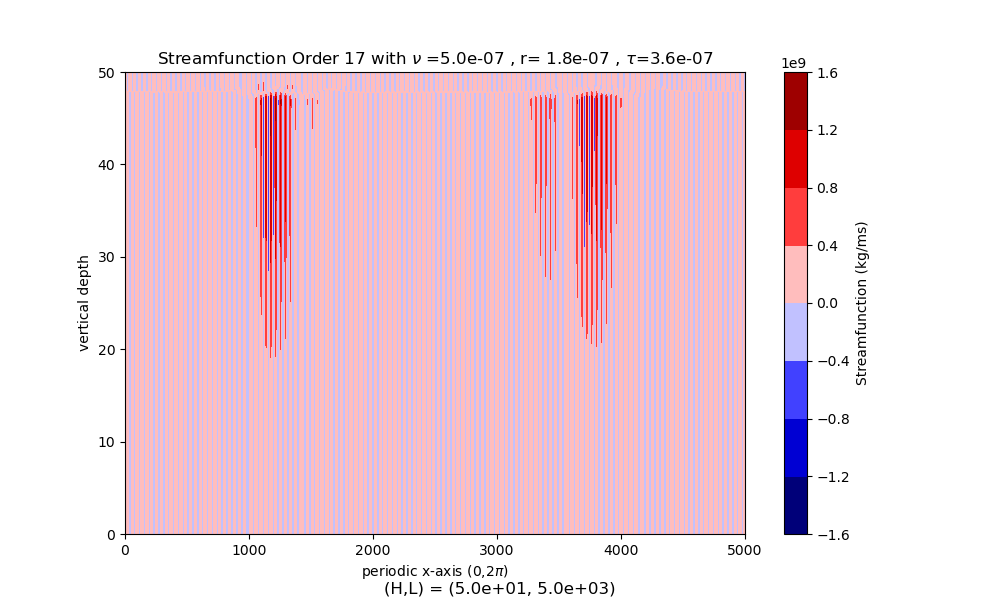 Streamfunction Order 17 with ν =5.0e-07 , r= 1.8e-07 , τ=3.6e-07
1e9
50
40
30
20
10
0
vertical depth
0 1000 2000 3000 4000 5000
periodic x-axis (0,2π)
(H,L) = (5.0e+01, 5.0e+03)
1.6
1.2
0.8
0.4
0.0
−0.4
−0.8
−1.2
−1.6
Streamfunction (kg/ms)